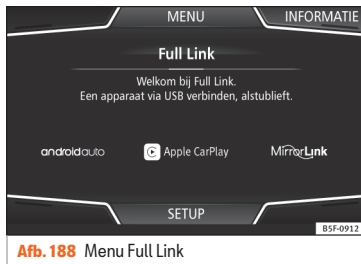 MENU
INFORMATIE
Full Link
Welkom bij Full Link.
Een apparaat via USB verbinden, alstublieft.
androidauto
Apple CarPlay
MirrorLink
SETUP
B5F-0912
Afb. 188 Menu Full Link